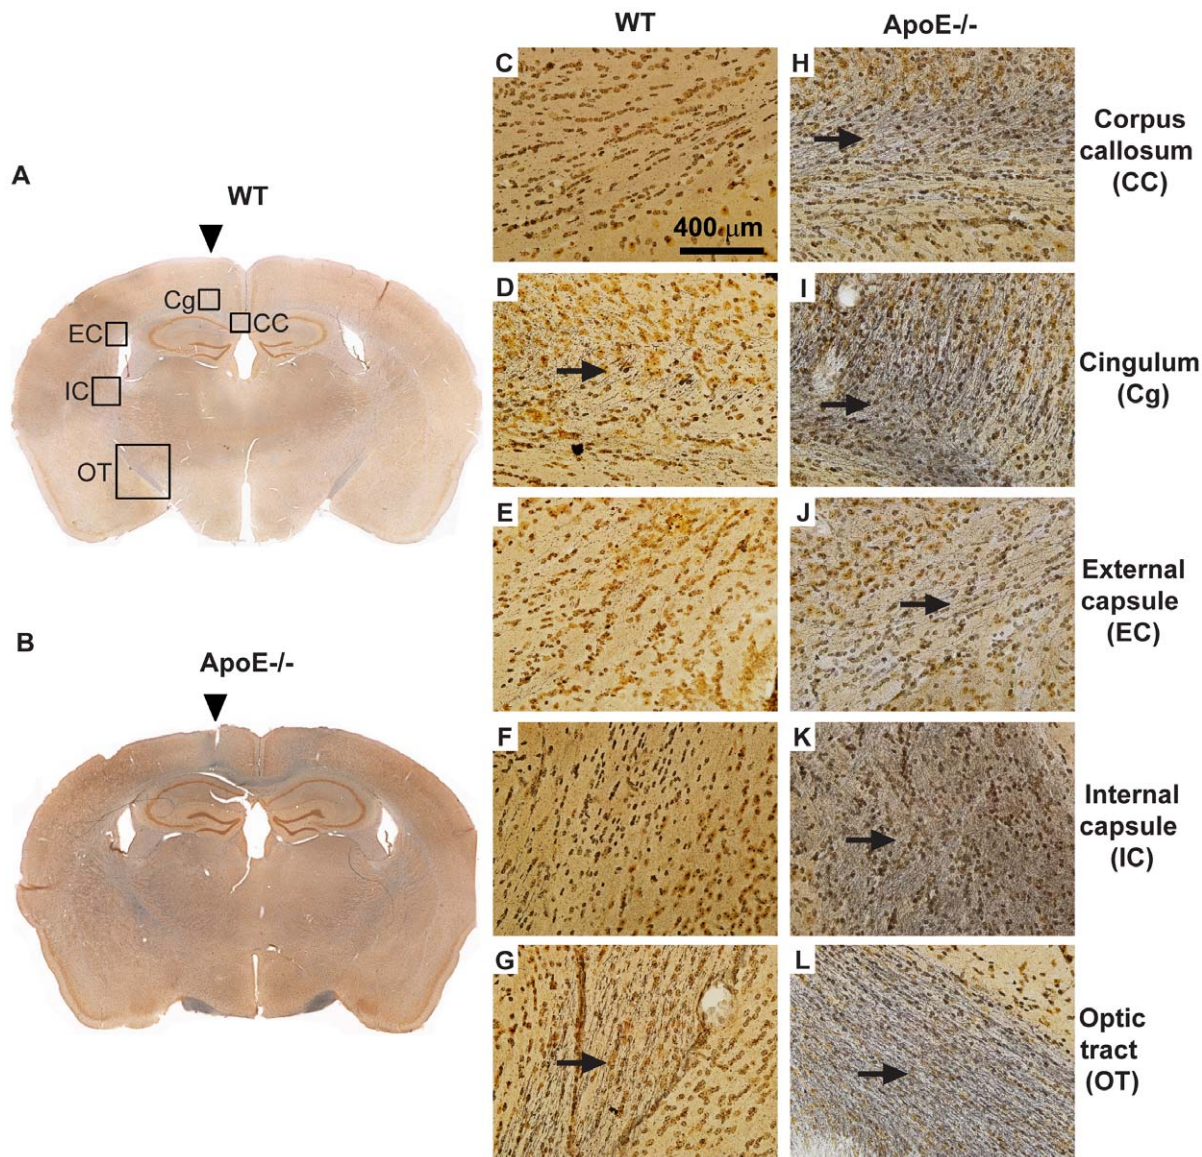 WT
ApoE-/-
A
WT
Cg
CC
EC
IC
OT
B
ApoE-/-
C
400 µm
H
Corpus
callosum
(CC)
D
I
Cingulum
(Cg)
E
J
External
capsule
(EC)
F
K
Internal
capsule
(IC)
G
L
Optic
tract
(OT)